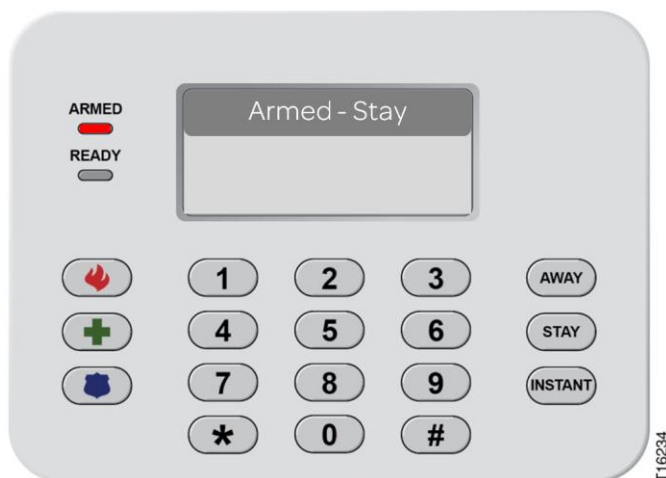 Armed - Stay
ARMED
READY
1 2 3 AWAY
4 5 6 STAY
7 8 9 INSTANT
* 0 #
T16234